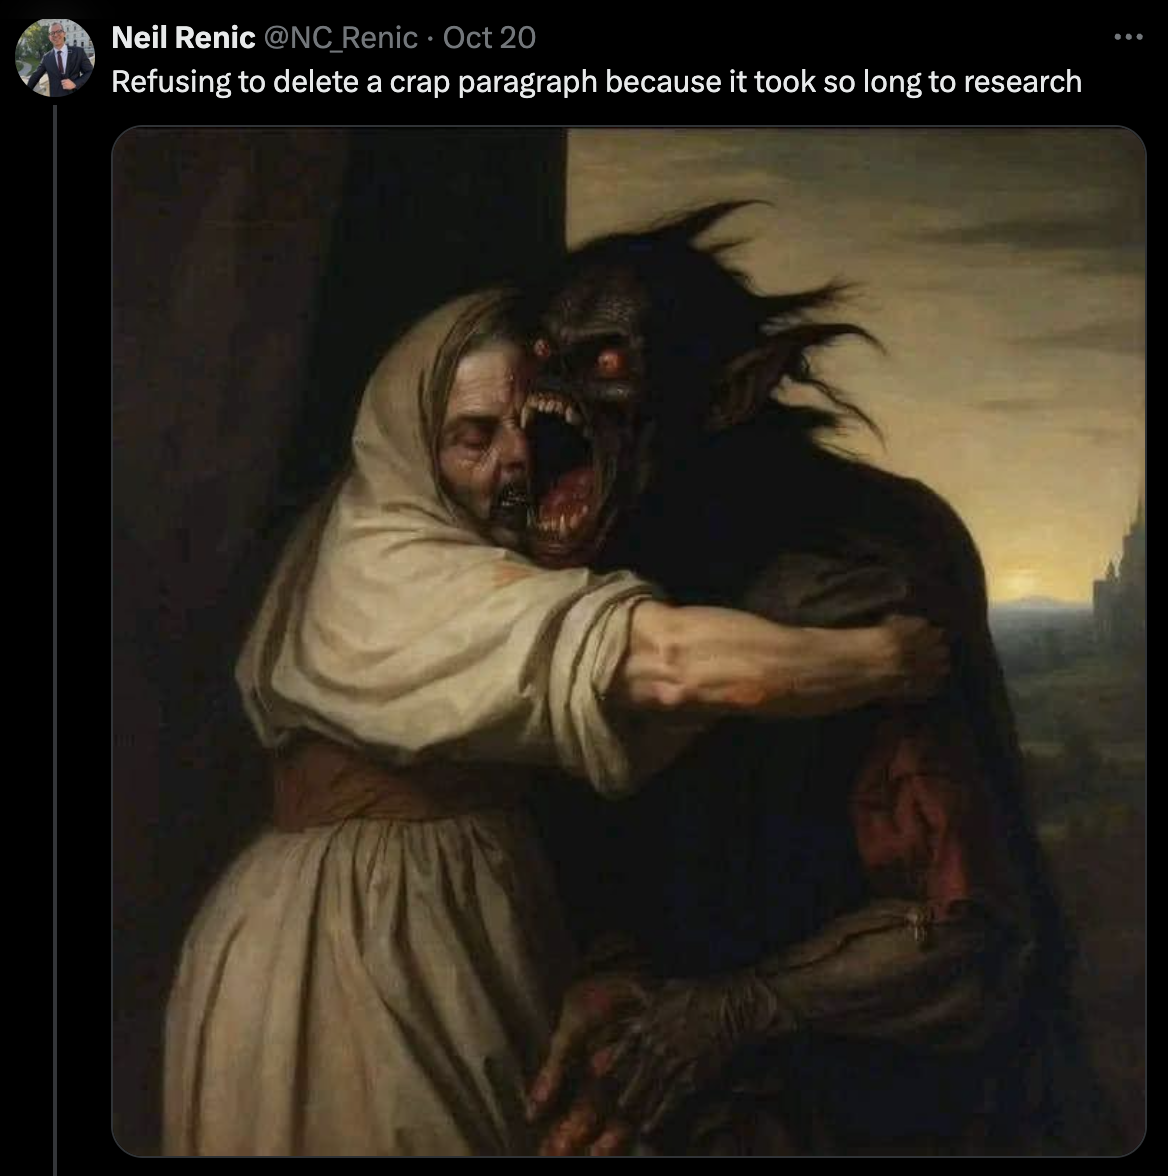 Neil Renic @NC_Renic · Oct 20
Refusing to delete a crap paragraph because it took so long to research